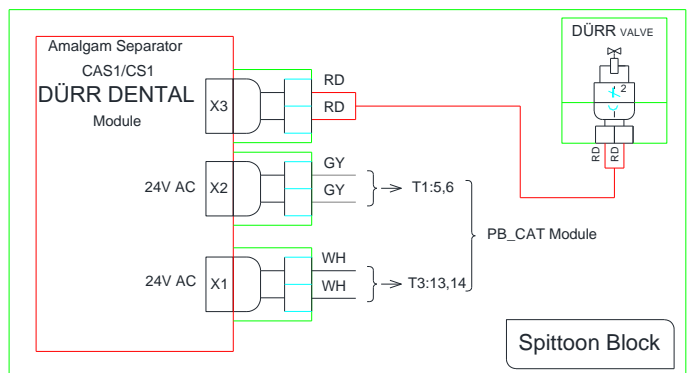 Amalgam Separator
CAS1/CS1
DÜRR DENTAL
Module
X3
RD
RD
DÜRR VALVE
2
RD
RD
24V AC
X2
GY
GY
T1:5,6
PB_CAT Module
24V AC
X1
WH
WH
T3:13,14
Spittoon Block